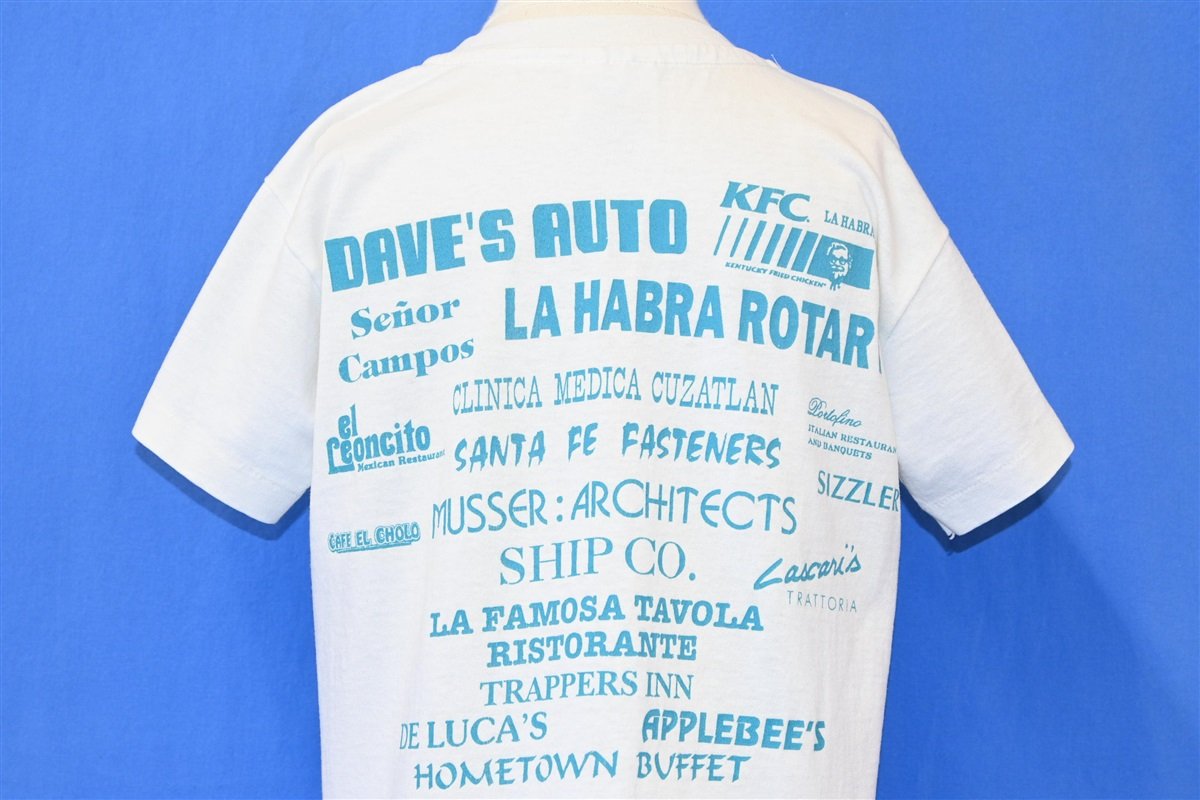 DAVE'S AUTO
KFC. LA HABRA
KENTUCKY FRIED CHICKEN
Señor
Campos
LA HABRA ROTAR
CLINICA MEDICA CUZATLAN
el
Leoncito
Mexican Restaurant
Portofino
ITALIAN RESTAURAN
AND BANQUETS
SANTA FE FASTENERS
SIZZLER
MUSSER : ARCHITECTS
CAFE EL CHOLO
SHIP CO.
Lascari's
TRATTORIA
LA FAMOSA TAVOLA
RISTORANTE
TRAPPERS INN
DE LUCA'S
APPLEBEE'S
HOMETOWN BUFFET